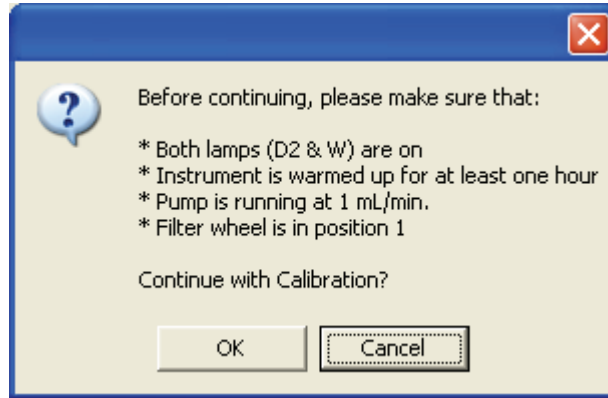 Before continuing, please make sure that:
* Both lamps (D2 & W) are on
* Instrument is warmed up for at least one hour
* Pump is running at 1 mL/min.
* Filter wheel is in position 1
Continue with Calibration?
OK
Cancel